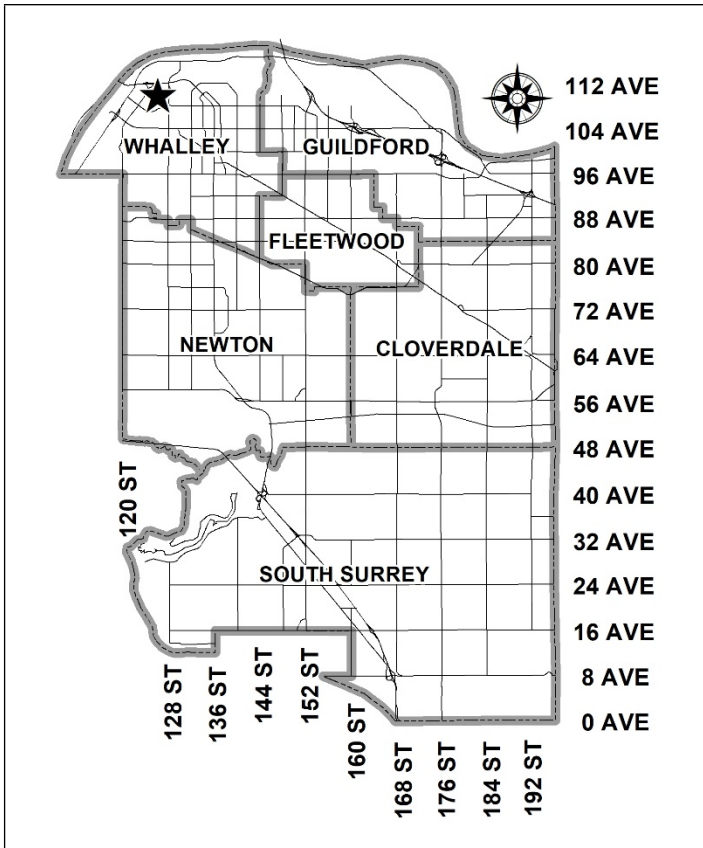 112 AVE
104 AVE
WHALLEY
GUILDFORD
96 AVE
88 AVE
FLEETWOOD
80 AVE
72 AVE
NEWTON
CLOVERDALE
64 AVE
56 AVE
48 AVE
120 ST
40 AVE
32 AVE
SOUTH SURREY
24 AVE
16 AVE
8 AVE
128 ST
136 ST
144 ST
152 ST
160 ST
0 AVE
168 ST
176 ST
184 ST
192 ST